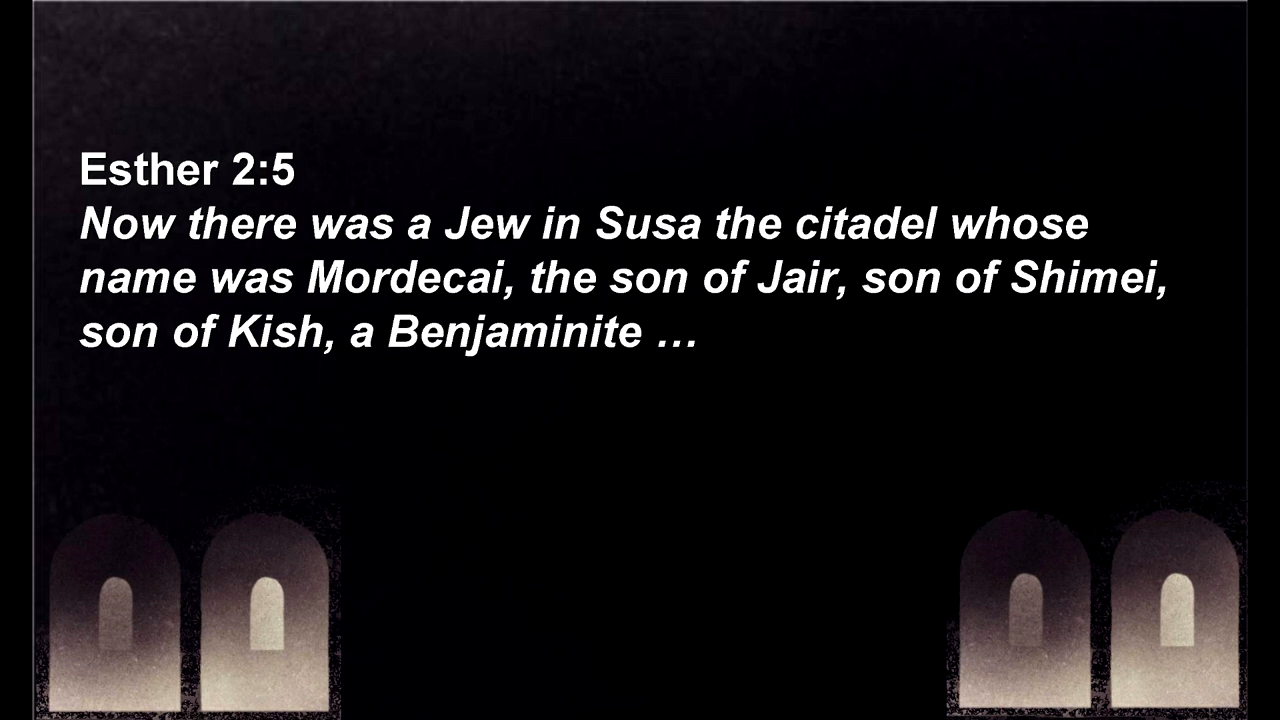 Esther 2:5
Now there was a Jew in Susa the citadel whose
name was Mordecai, the son of Jair, son of Shimei,
son of Kish, a Benjaminite …